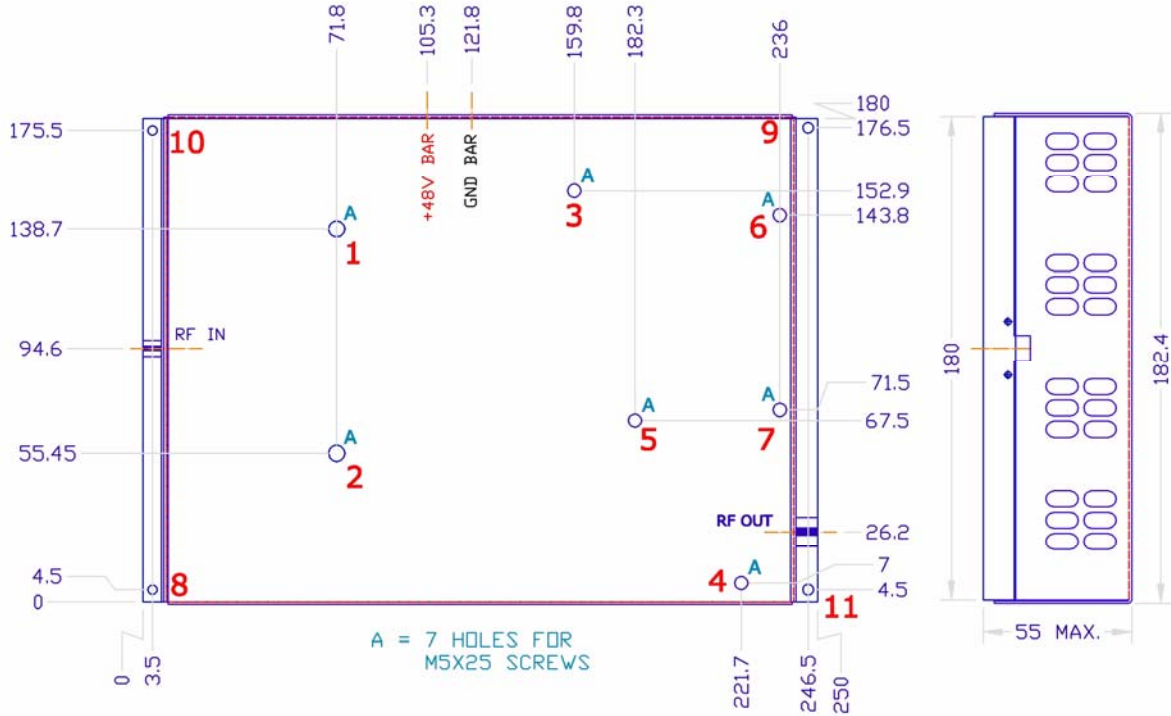 71.8
105.3
121.8
159.8
182.3
236
180
175.5
10
+48V BAR
GND BAR
9
176.5
A
3
152.9
A
6
143.8
138.7
A
1
RF IN
94.6
180
182.4
A
7
71.5
A
5
67.5
55.45
A
2
RF OUT
26.2
7
4.5
8
4
A
4.5
11
0
A = 7 HOLES FOR
M5X25 SCREWS
55 MAX.
0
3.5
221.7
246.5
250